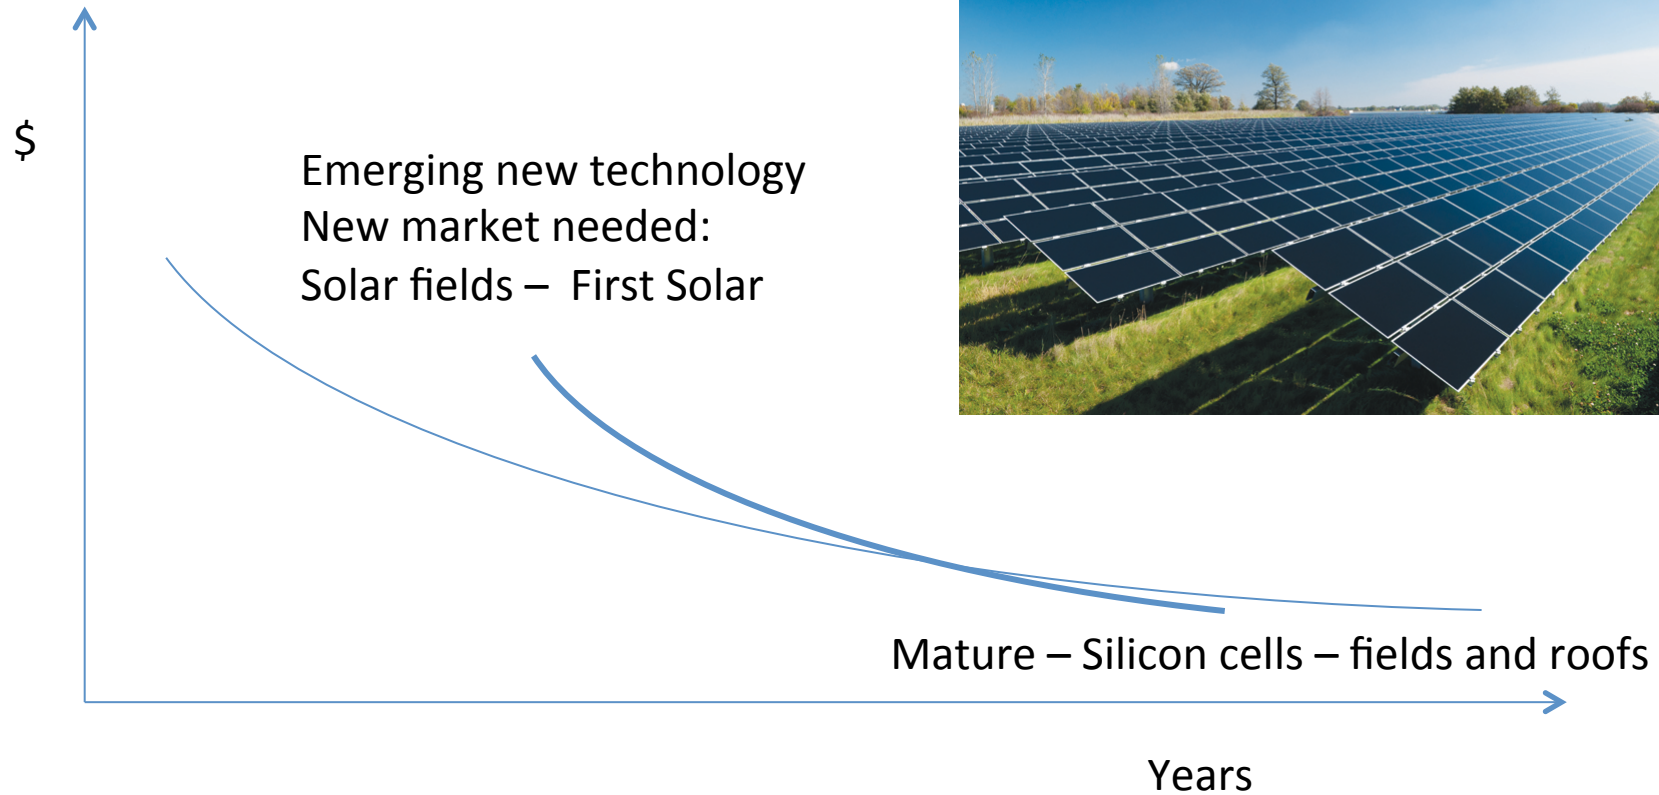 $
Emerging new technology
New market needed:
Solar fields – First Solar
Mature – Silicon cells – fields and roofs
Years